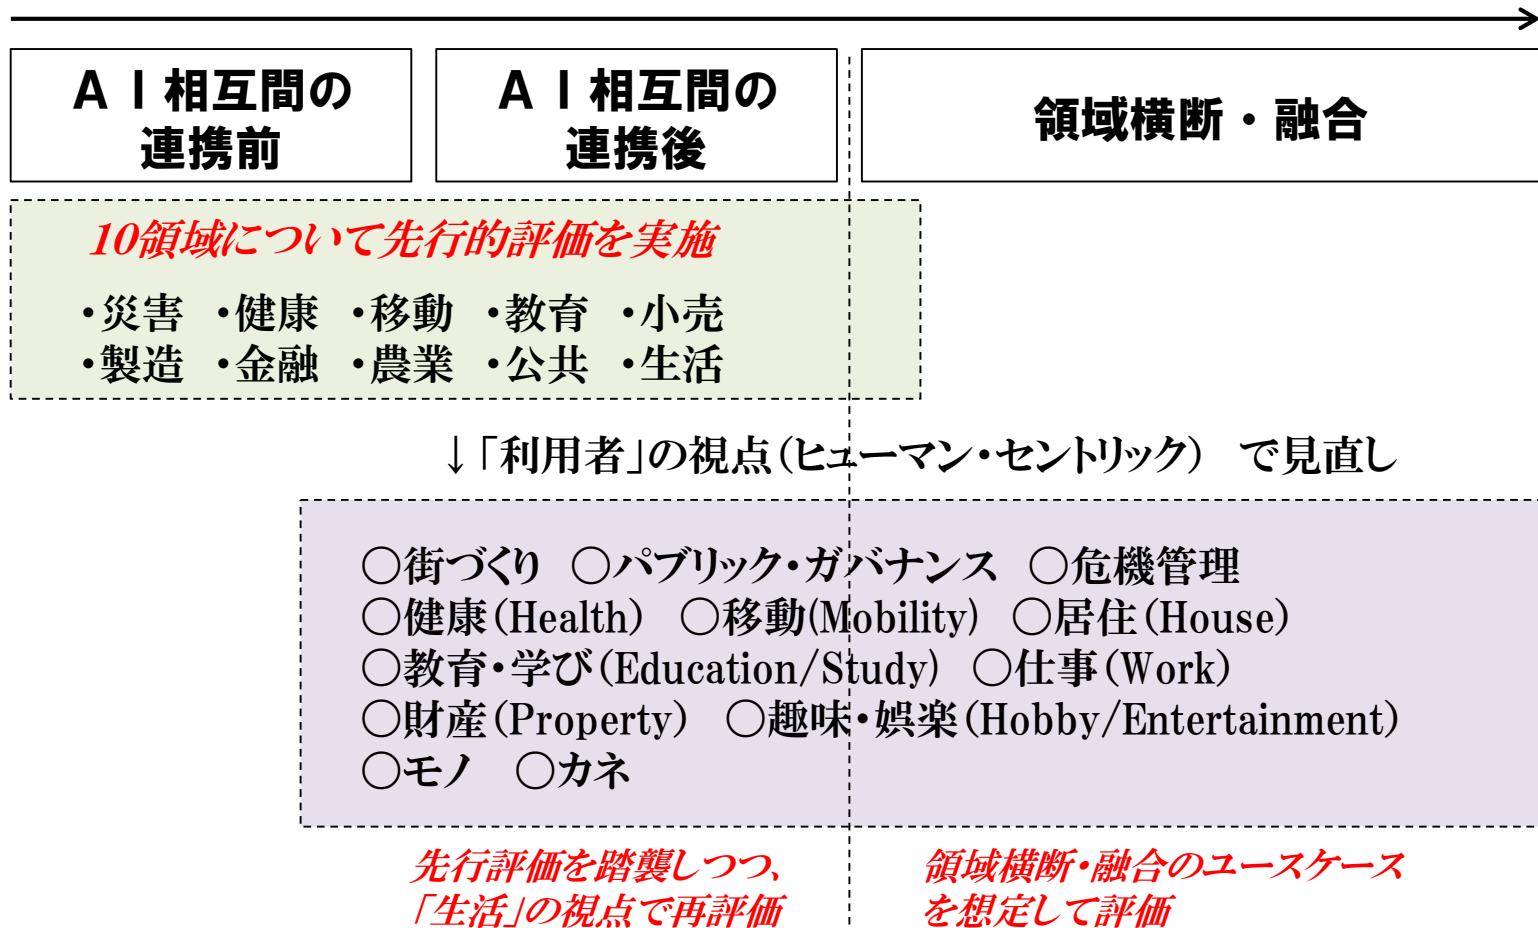 ＡＩ相互間の
連携前
ＡＩ相互間の
連携後
領域横断・融合
10領域について先行的評価を実施
・災害 ・健康 ・移動 ・教育 ・小売
・製造 ・金融 ・農業 ・公共 ・生活
↓「利用者」の視点(ヒューマン・セントリック) で見直し
○街づくり ○パブリック・ガバナンス ○危機管理
○健康(Health) ○移動(Mobility) ○居住(House)
○教育・学び(Education/Study) ○仕事(Work)
○財産(Property) ○趣味・娯楽(Hobby/Entertainment)
○モノ ○カネ
先行評価を踏襲しつつ、
「生活」の視点で再評価
領域横断・融合のユースケース
を想定して評価